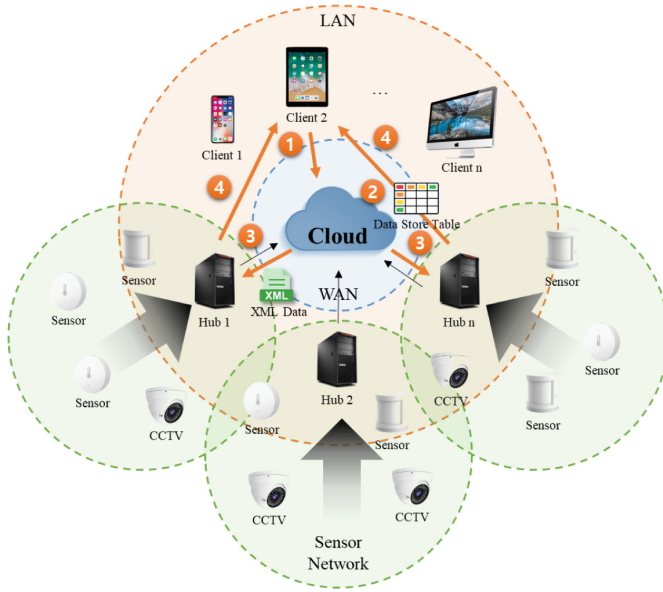 LAN
Client 2
...
Client 1
1
4
Client n
4
2
Data Store Table
Cloud
3
3
Sensor
Sensor
Sensor
Hub 1
XML
XML Data
WAN
Hub n
Sensor
Sensor
CCTV
Sensor
Hub 2
Sensor
CCTV
Sensor
CCTV
CCTV
Sensor
Network